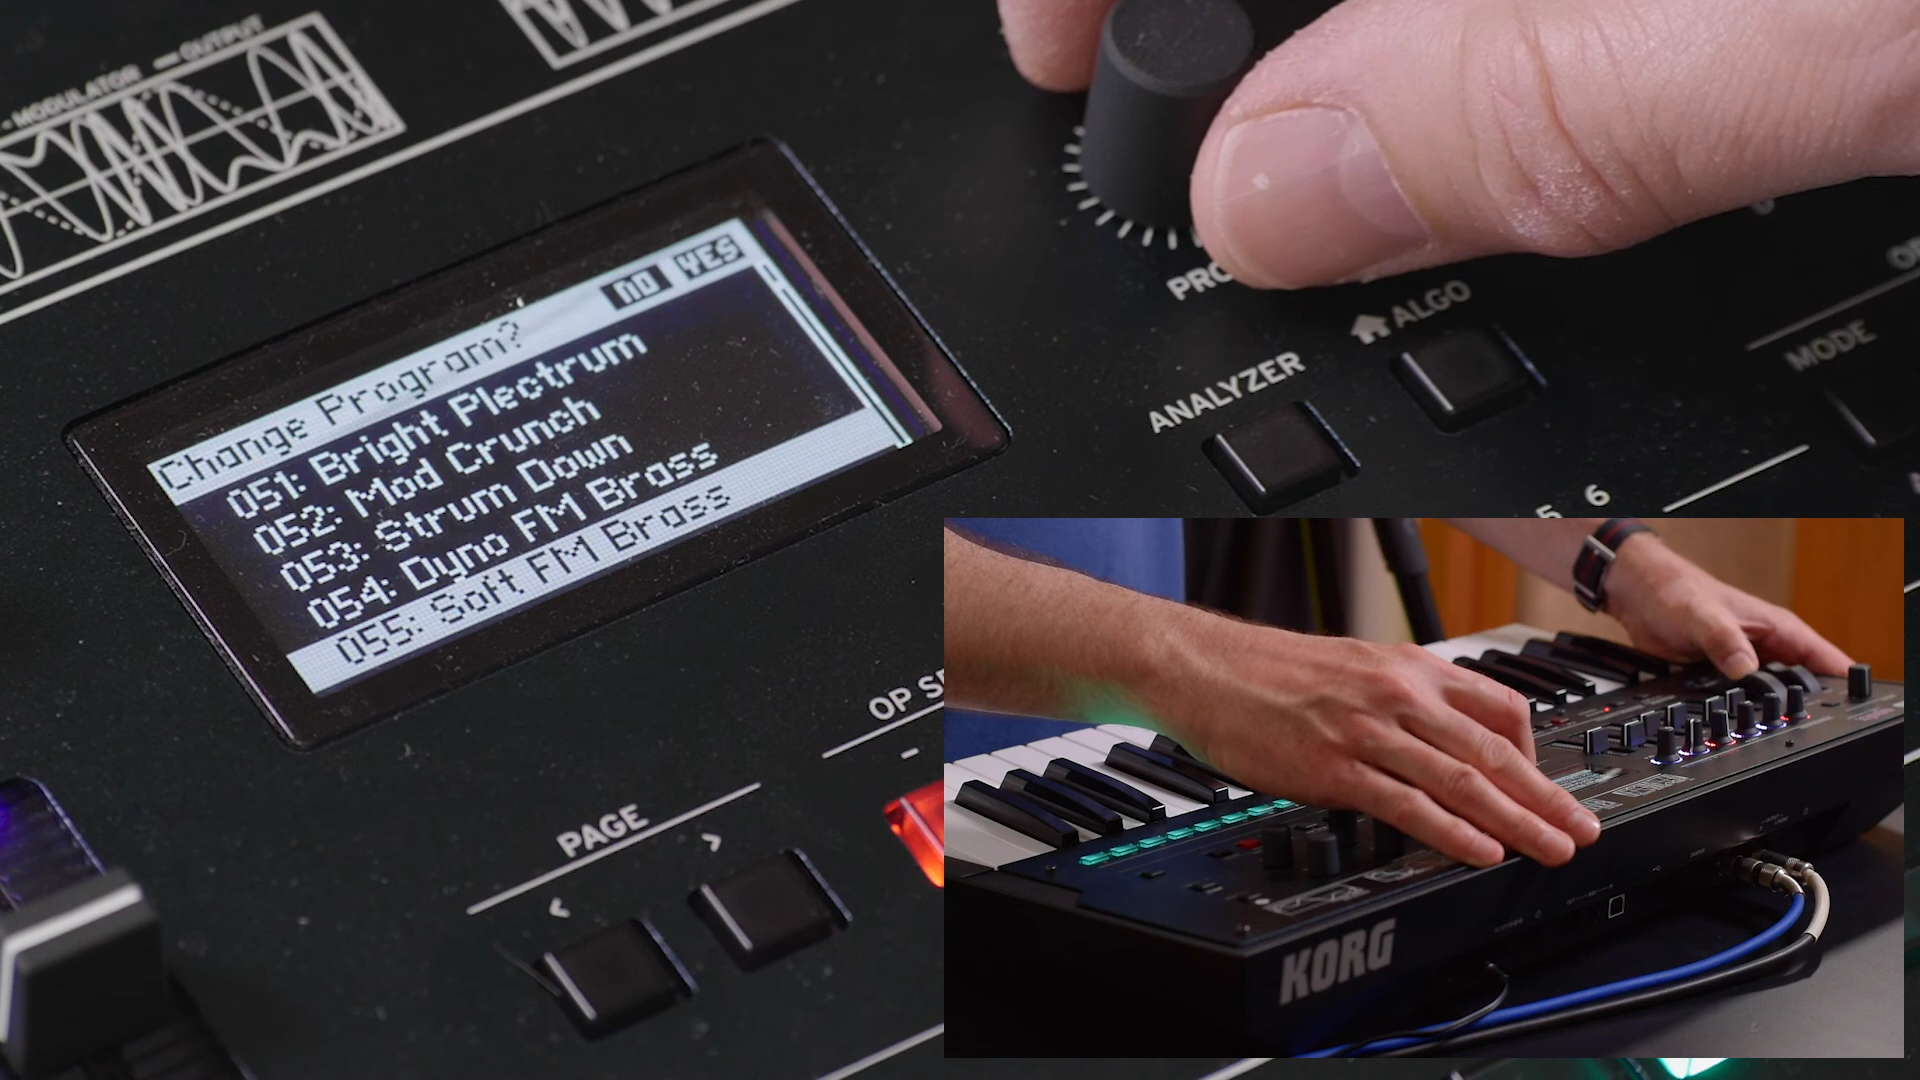 MODULATOR — OUTPUT
NO YES
Change Program?
051: Bright Plectrum
052: Mod Crunch
053: Strum Down
054: Dyno FM Brass
055: Soft FM Brass
ALGO
ANALYZER
MODE
5 6
PAGE
< >
-
KORG